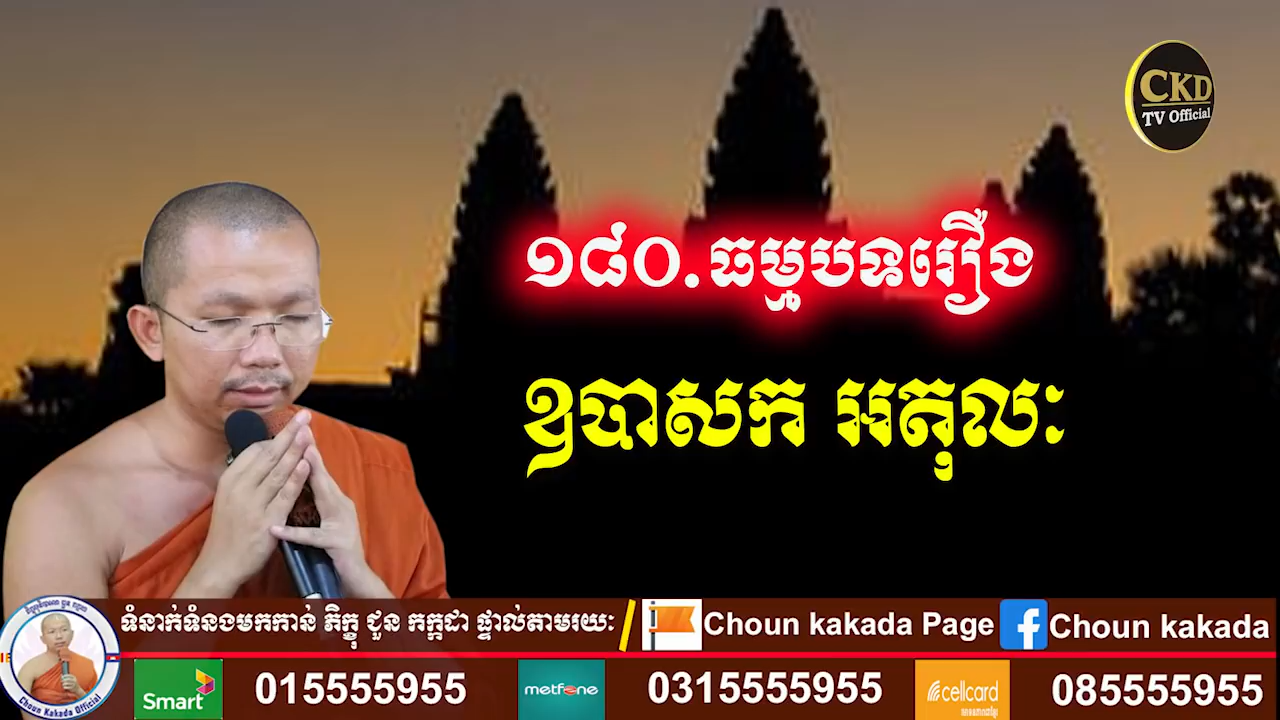 CKD
TV Official
១៨០.ធម្មបទរឿង
ឧបាសក អតុលៈ
ទំនាក់ទំនងមកកាន់ ភិក្ខុ ជួន កក្កដា ផ្ទាល់តាមរយៈ
Choun kakada Page
Choun kakada
Choun Kakada Official
Smart
015555955
metfone
0315555955
cellcard
085555955